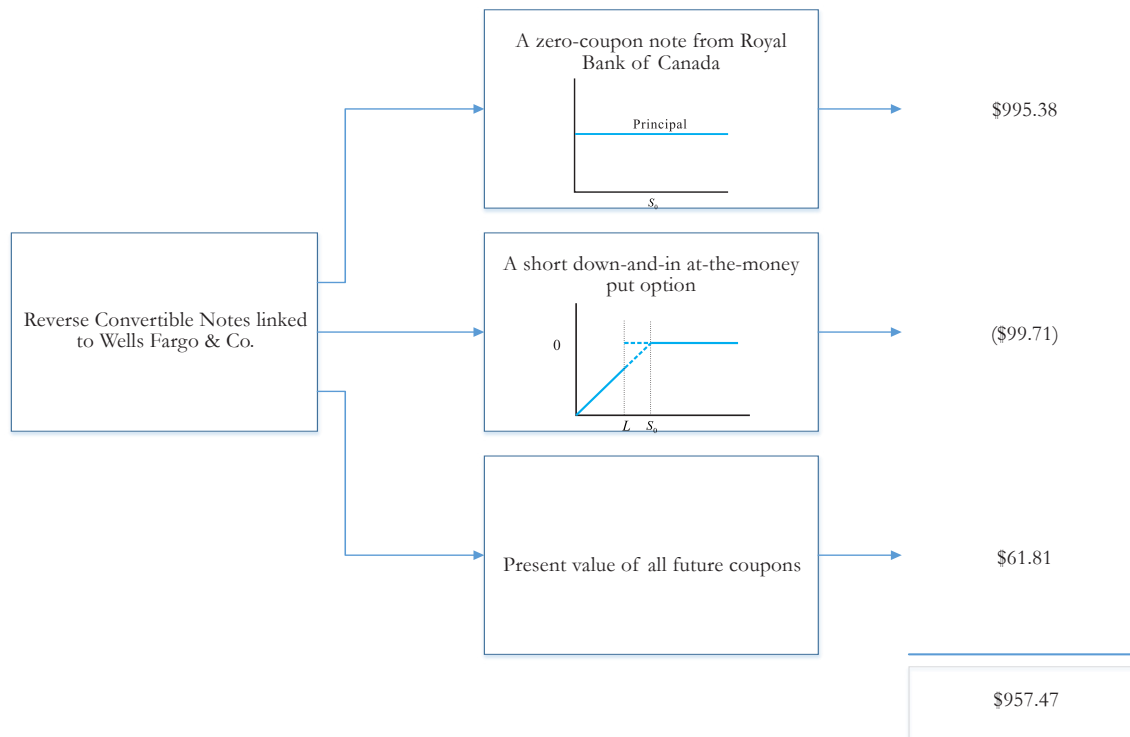 A zero-coupon note from Royal
Bank of Canada
Principal
S₀
$995.38
Reverse Convertible Notes linked
to Wells Fargo & Co.
A short down-and-in at-the-money
put option
0
L S₀
($99.71)
Present value of all future coupons
$61.81
$957.47